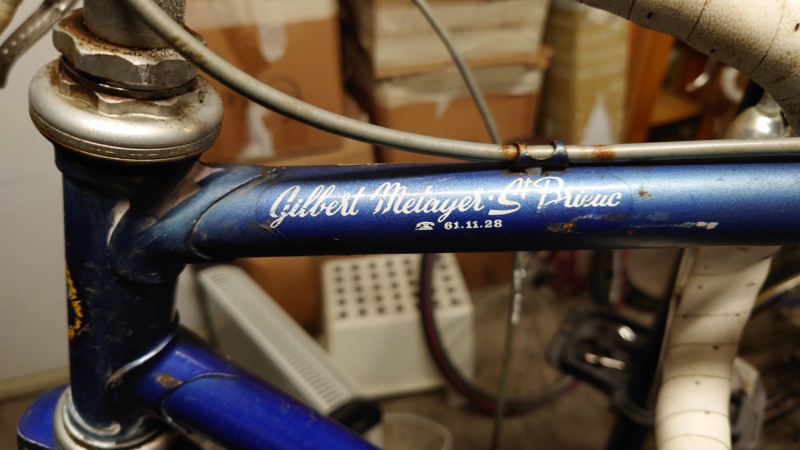 Gilbert Metayer · St Brieuc
☎ 61.11.28